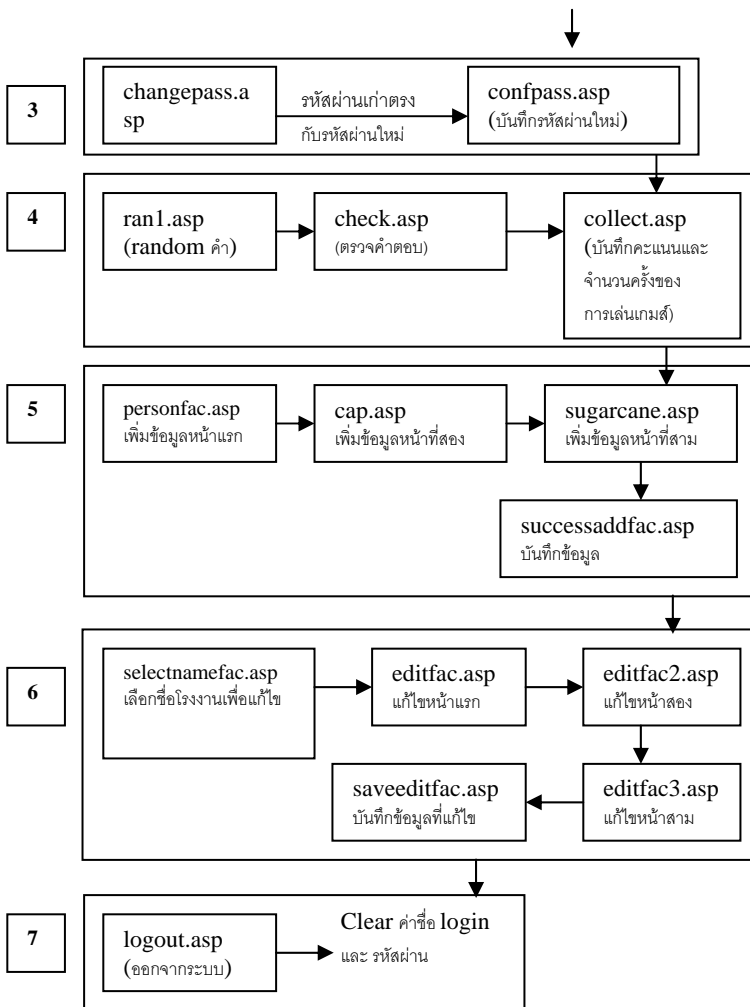 3
changepass.a
sp
รหัสผ่านเก่าตรง
กับรหัสผ่านใหม่
confpass.asp
(บันทึกรหัสผ่านใหม่)
4
ran1.asp
(random คำ)
check.asp
(ตรวจคำตอบ)
collect.asp
(บันทึกคะแนนและ
จำนวนครั้งของ
การเล่นเกมส์)
5
personfac.asp
เพิ่มข้อมูลหน้าแรก
cap.asp
เพิ่มข้อมูลหน้าที่สอง
sugarcane.asp
เพิ่มข้อมูลหน้าที่สาม
successaddfac.asp
บันทึกข้อมูล
6
selectnamefac.asp
เลือกชื่อโรงงานเพื่อแก้ไข
editfac.asp
แก้ไขหน้าแรก
editfac2.asp
แก้ไขหน้าสอง
saveeditfac.asp
บันทึกข้อมูลที่แก้ไข
editfac3.asp
แก้ไขหน้าสาม
7
logout.asp
(ออกจากระบบ)
Clear ค่าชื่อ login
และ รหัสผ่าน